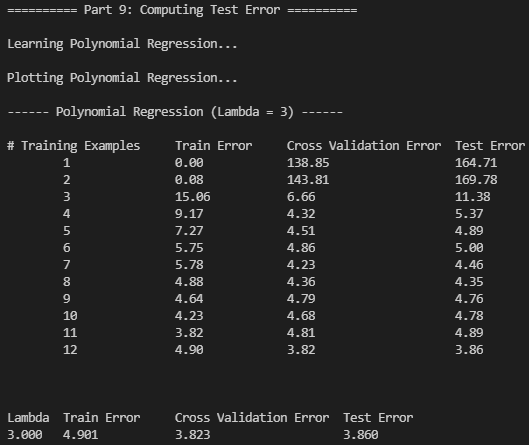 ========== Part 9: Computing Test Error ==========
Learning Polynomial Regression...
Plotting Polynomial Regression...
------ Polynomial Regression (Lambda = 3) ------
# Training Examples Train Error Cross Validation Error Test Error
1 0.00 138.85 164.71
2 0.08 143.81 169.78
3 15.06 6.66 11.38
4 9.17 4.32 5.37
5 7.27 4.51 4.89
6 5.75 4.86 5.00
7 5.78 4.23 4.46
8 4.88 4.36 4.35
9 4.64 4.79 4.76
10 4.23 4.68 4.78
11 3.82 4.81 4.89
12 4.90 3.82 3.86
Lambda Train Error Cross Validation Error Test Error
3.000 4.901 3.823 3.860